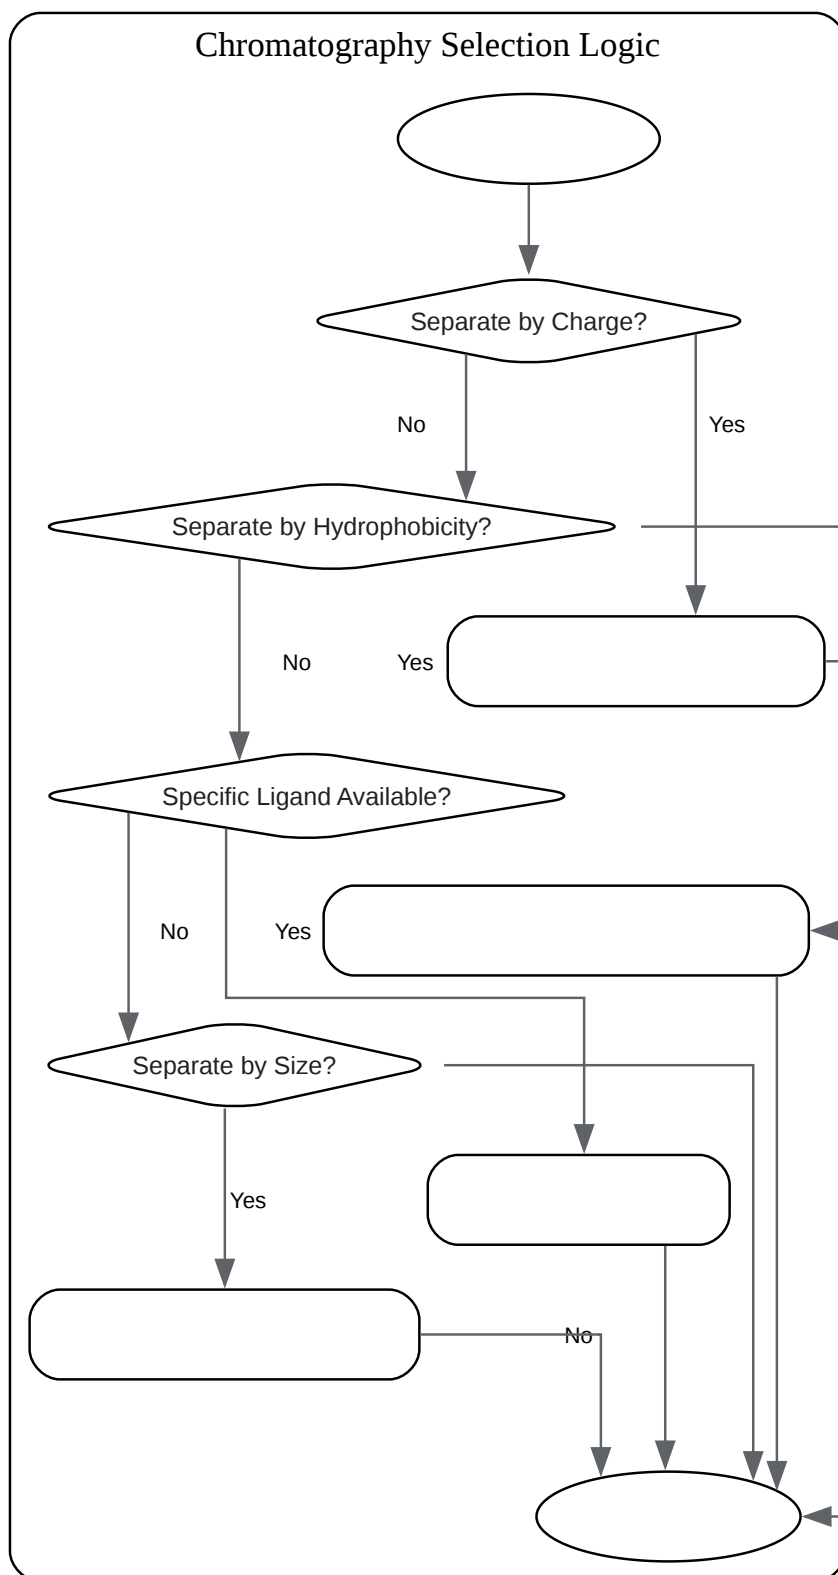 Chromatography Selection Logic
Separate by Charge?
No
Yes
Separate by Hydrophobicity?
No
Yes
Specific Ligand Available?
No
Yes
Separate by Size?
Yes
No